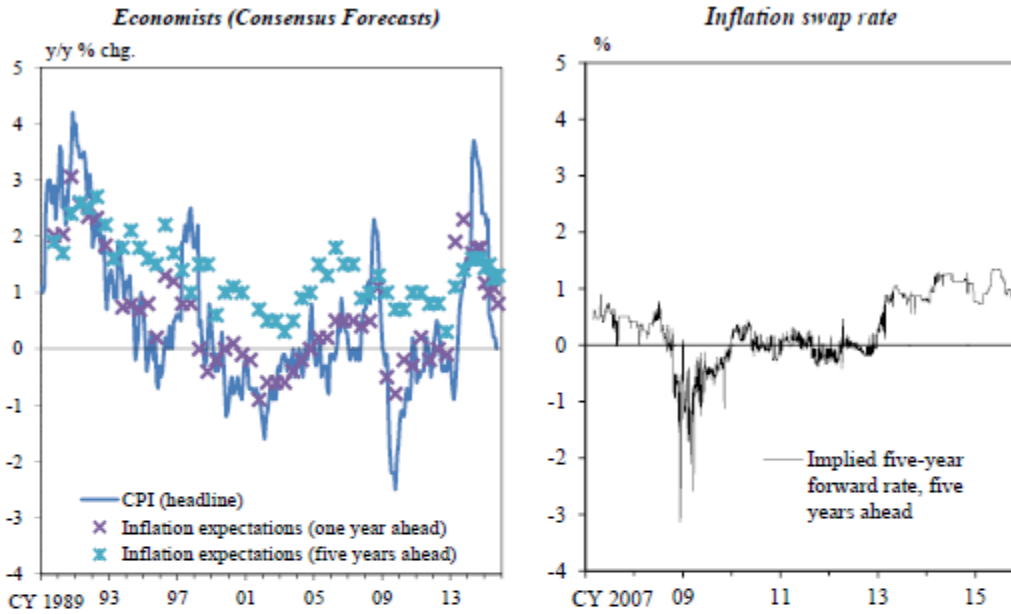 Economists (Consensus Forecasts)
y/y % chg.
5
4
3
2
1
0
-1
-2
-3
-4
CPI (headline)
Inflation expectations (one year ahead)
Inflation expectations (five years ahead)
CY 1989 93 97 01 05 09 13
Inflation swap rate
%
5
4
3
2
1
0
-1
-2
-3
-4
Implied five-year
forward rate, five
years ahead
CY 2007 09 11 13 15